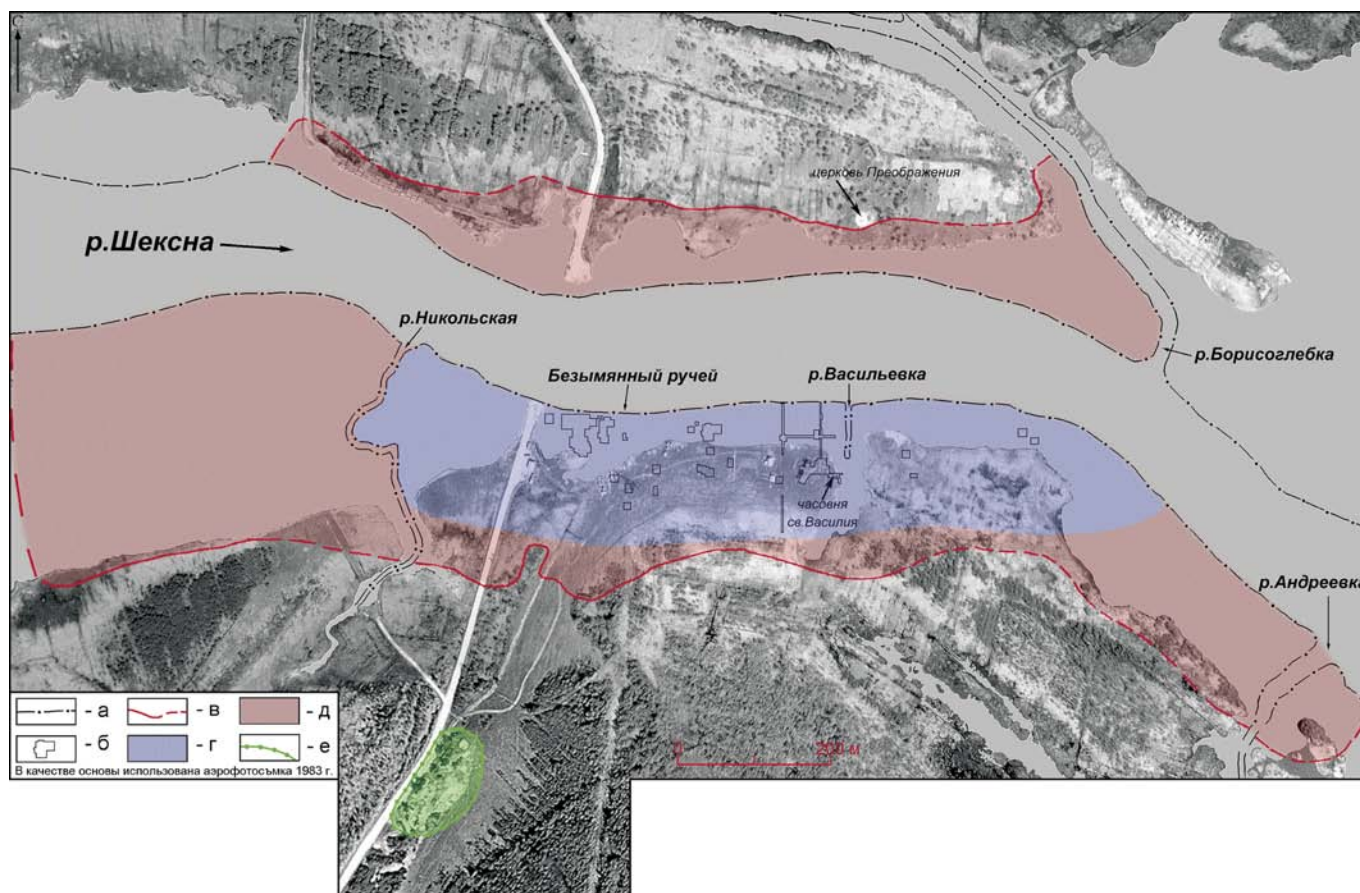 С
церковь Преображения
р.Шексна
р.Никольская
р.Борисоглебка
Безымянный ручей
р.Васильевка
часовня
св.Василия
р.Андреевка
- а
- в
- д
- б
- г
- е
В качестве основы использована аэрофотосъмка 1983 г.
0 200 м